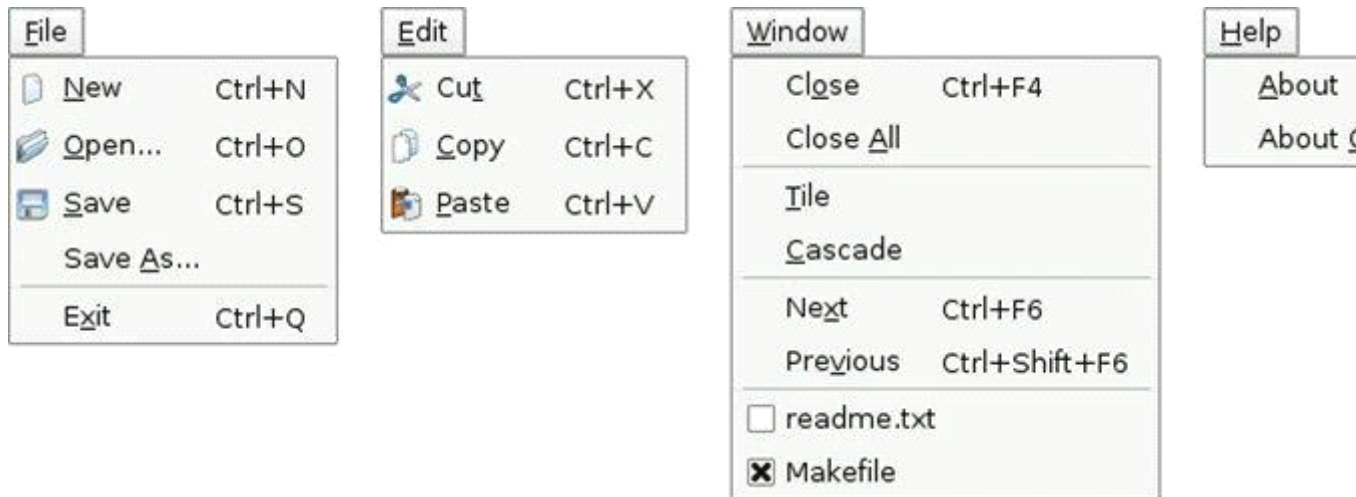 File
New Ctrl+N
Open... Ctrl+O
Save Ctrl+S
Save As...
Exit Ctrl+Q
Edit
Cut Ctrl+X
Copy Ctrl+C
Paste Ctrl+V
Window
Close Ctrl+F4
Close All
Tile
Cascade
Next Ctrl+F6
Previous Ctrl+Shift+F6
readme.txt
Makefile
Help
About
About